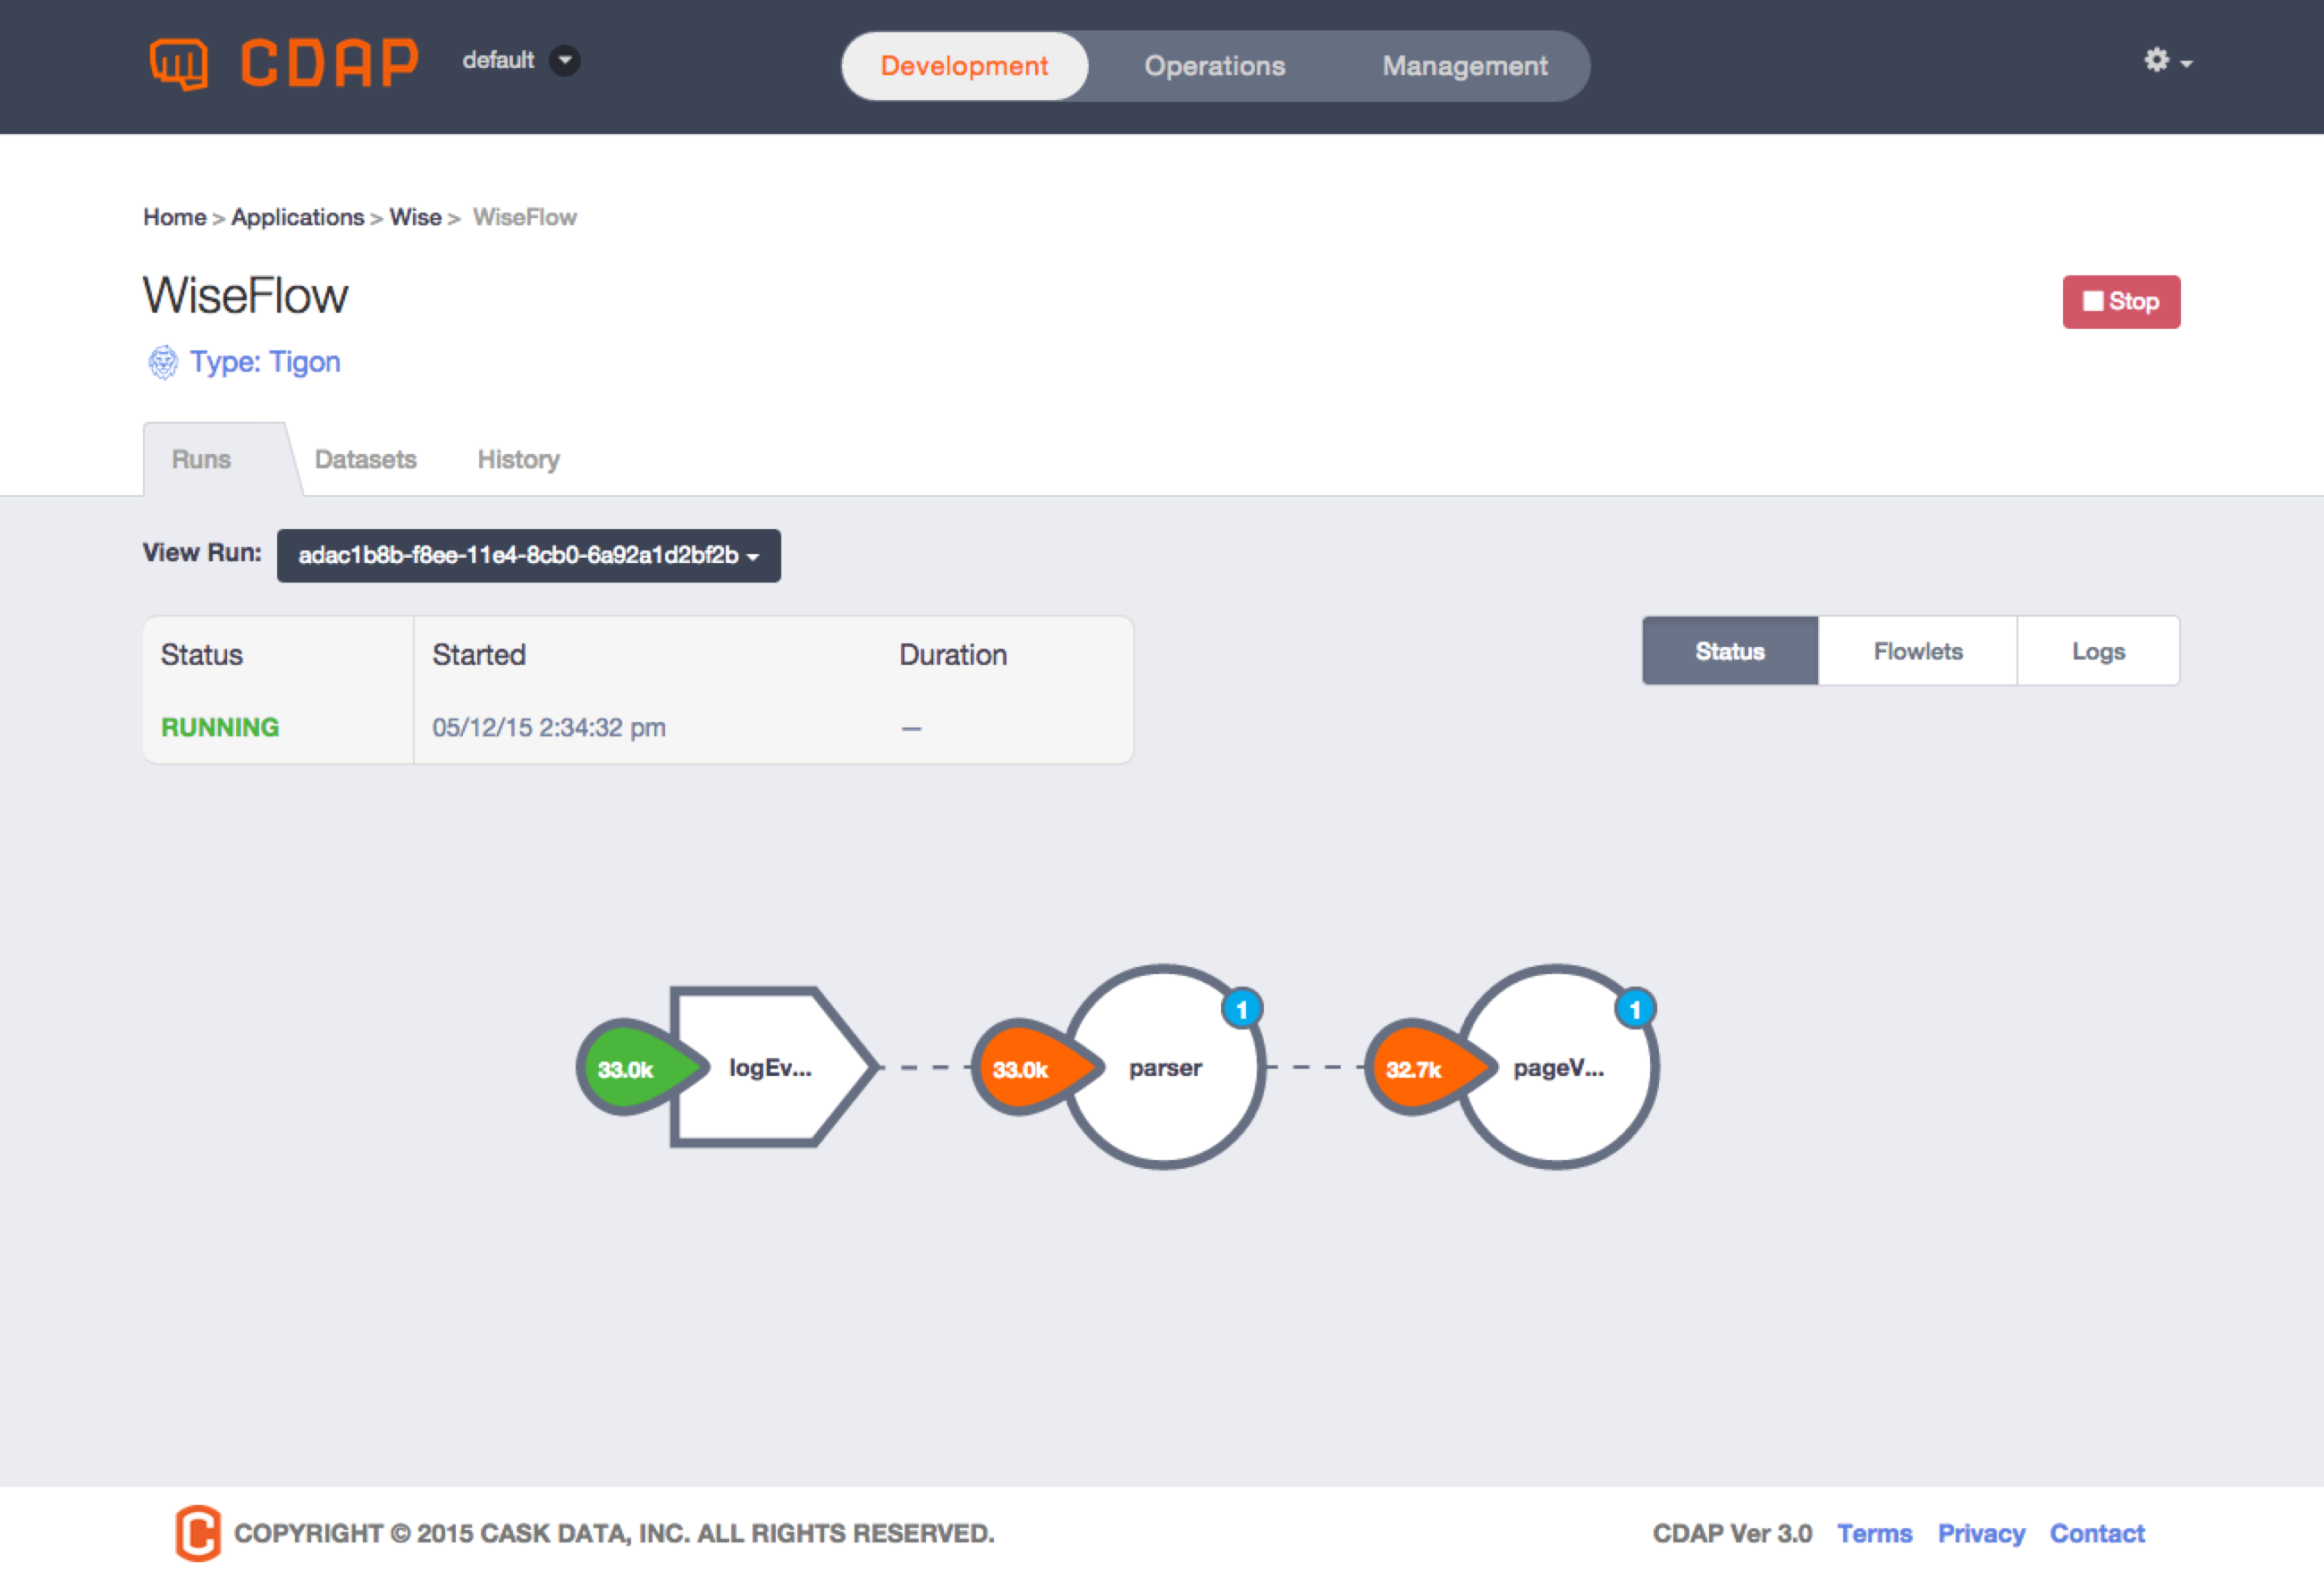 CDAP default Development Operations Management
Home > Applications > Wise > WiseFlow
WiseFlow
Stop
Type: Tigon
Runs Datasets History
View Run: adac1b8b-f8ee-11e4-8cb0-6a92a1d2bf2b
Status Started Duration
RUNNING 05/12/15 2:34:32 pm —
Status Flowlets Logs
1 1
33.0k logEv... 33.0k parser 32.7k pageV...
COPYRIGHT © 2015 CASK DATA, INC. ALL RIGHTS RESERVED. CDAP Ver 3.0 Terms Privacy Contact